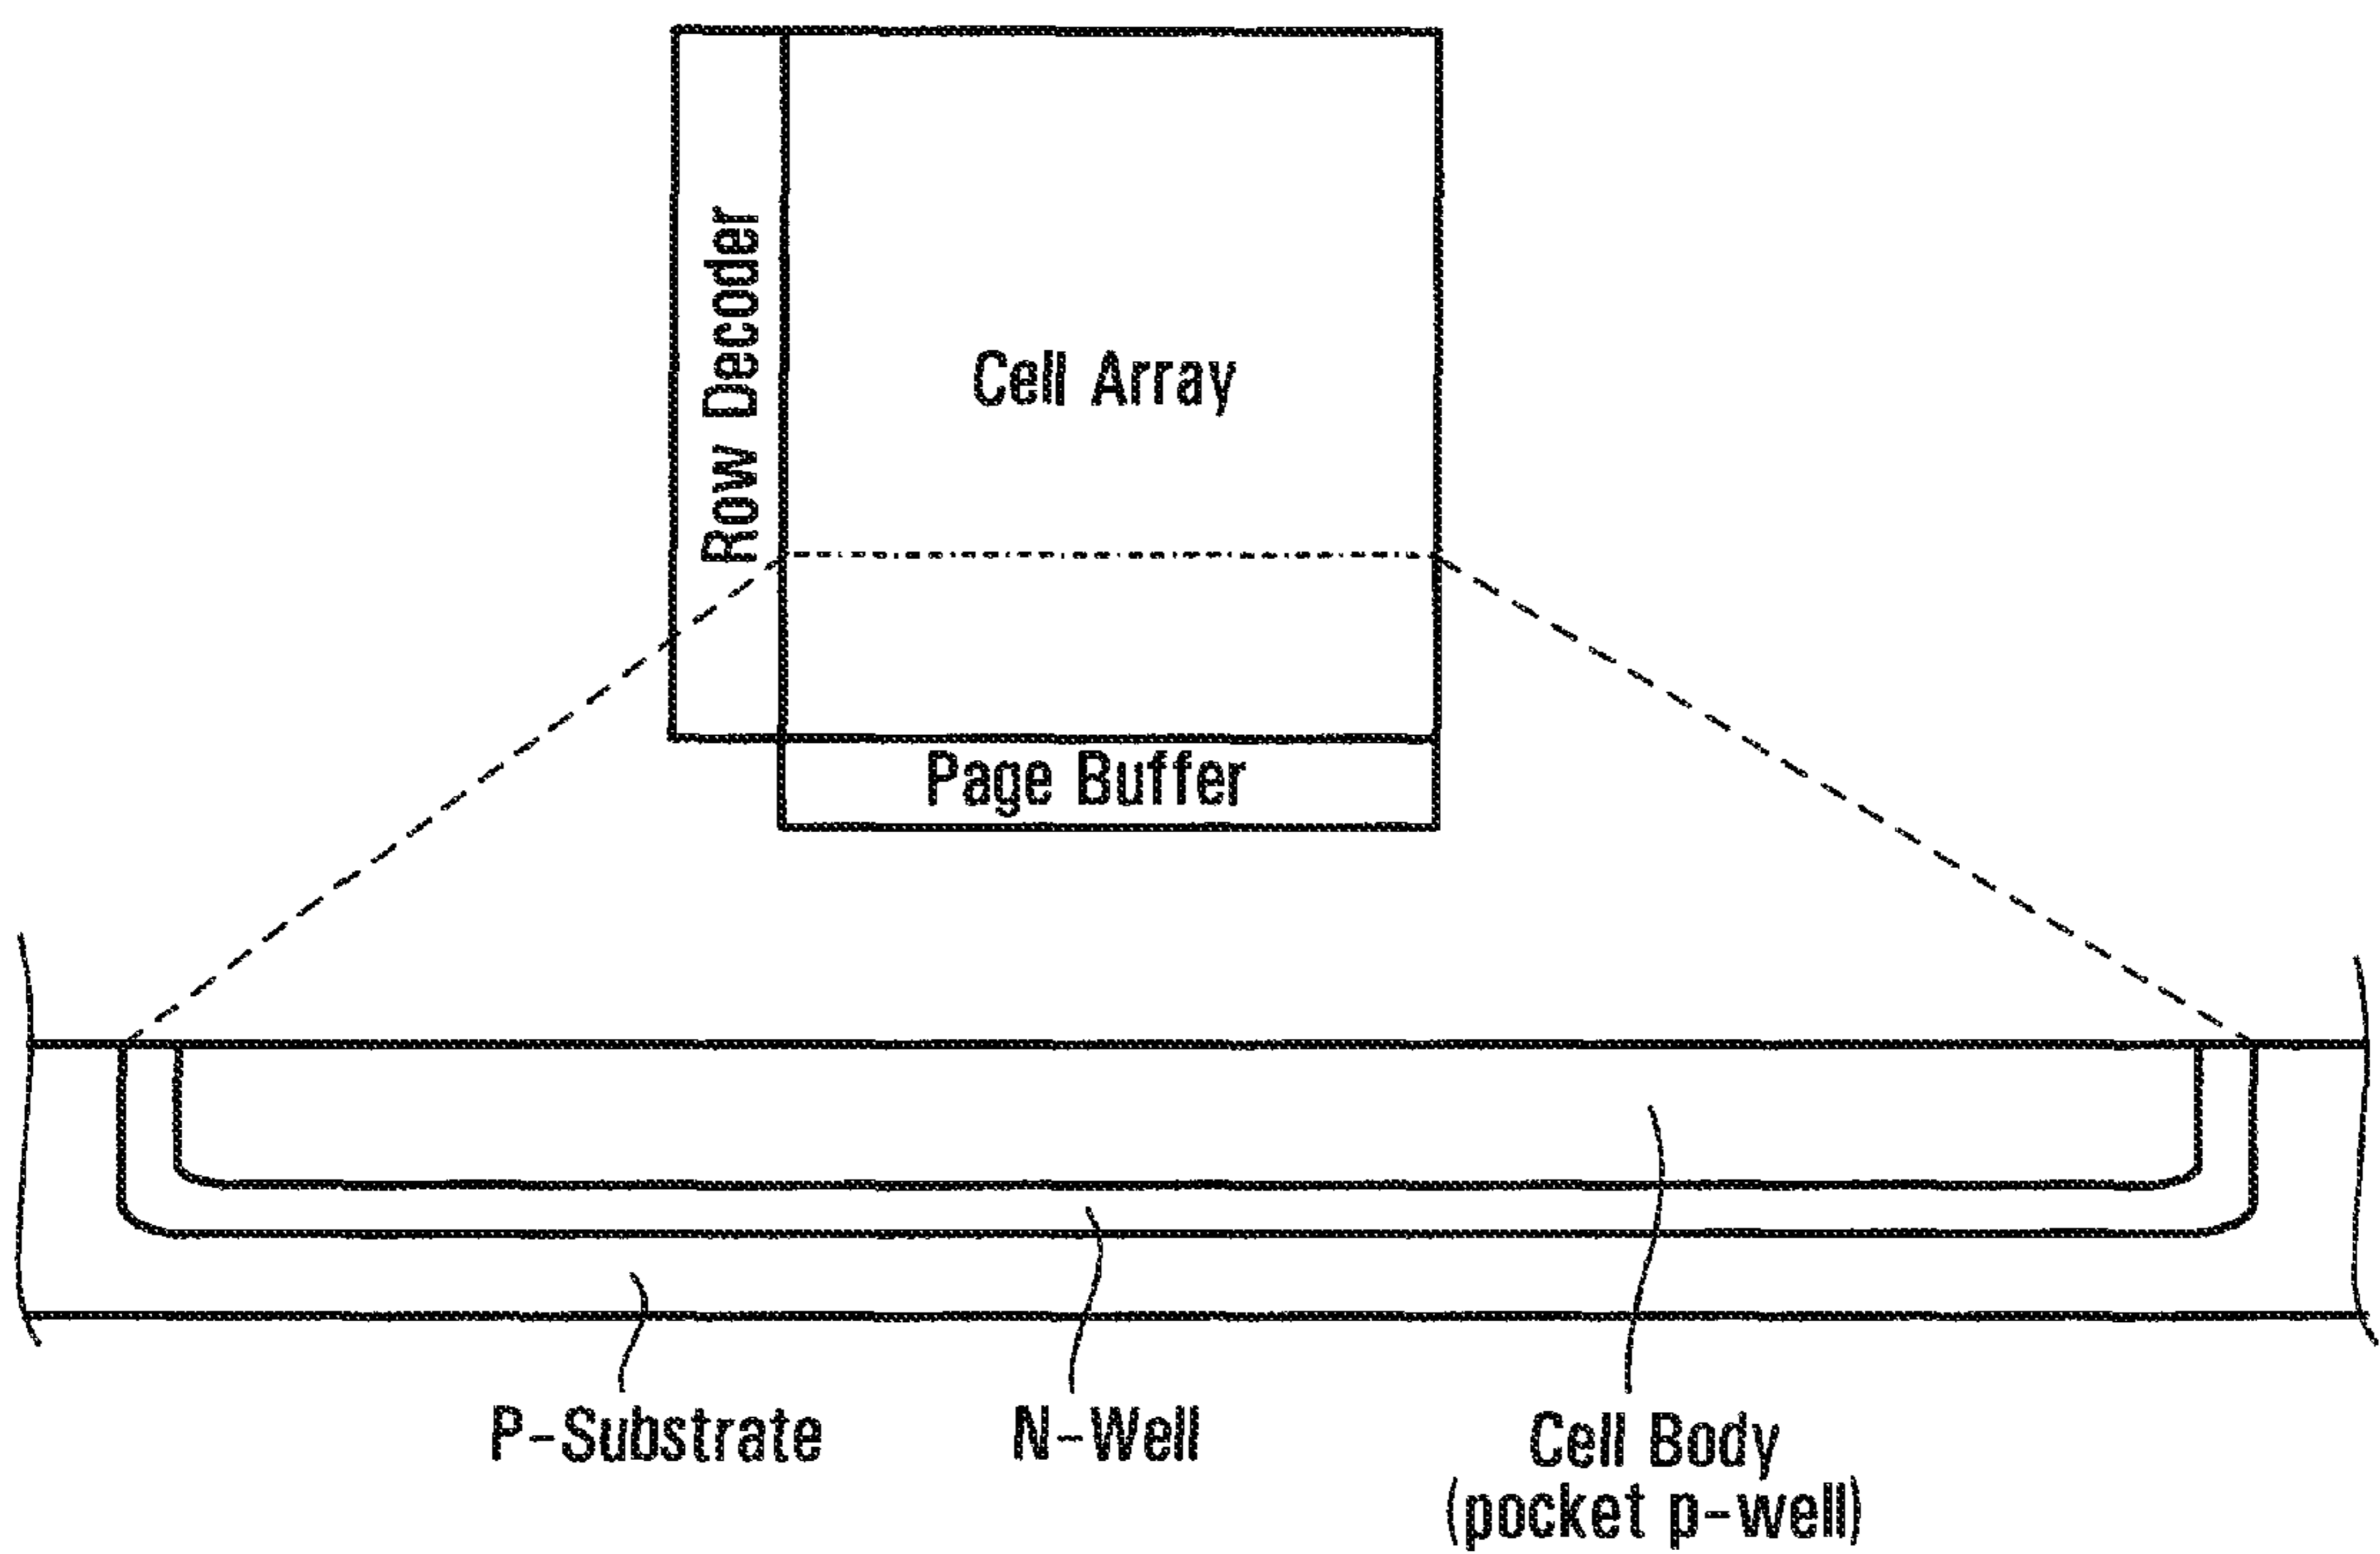 Row Decoder
Cell Array
Page Buffer
P-Substrate
N-Well
Cell Body
(pocket p-well)